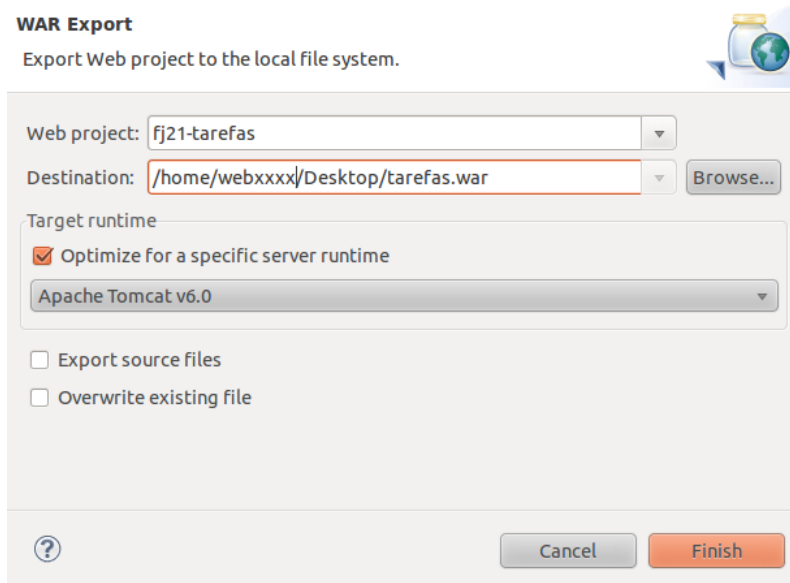 WAR Export
Export Web project to the local file system.
Web project: fj21-tarefas
Destination: /home/webxxxx/Desktop/tarefas.war Browse...
Target runtime
Optimize for a specific server runtime
Apache Tomcat v6.0
Export source files
Overwrite existing file
? Cancel Finish